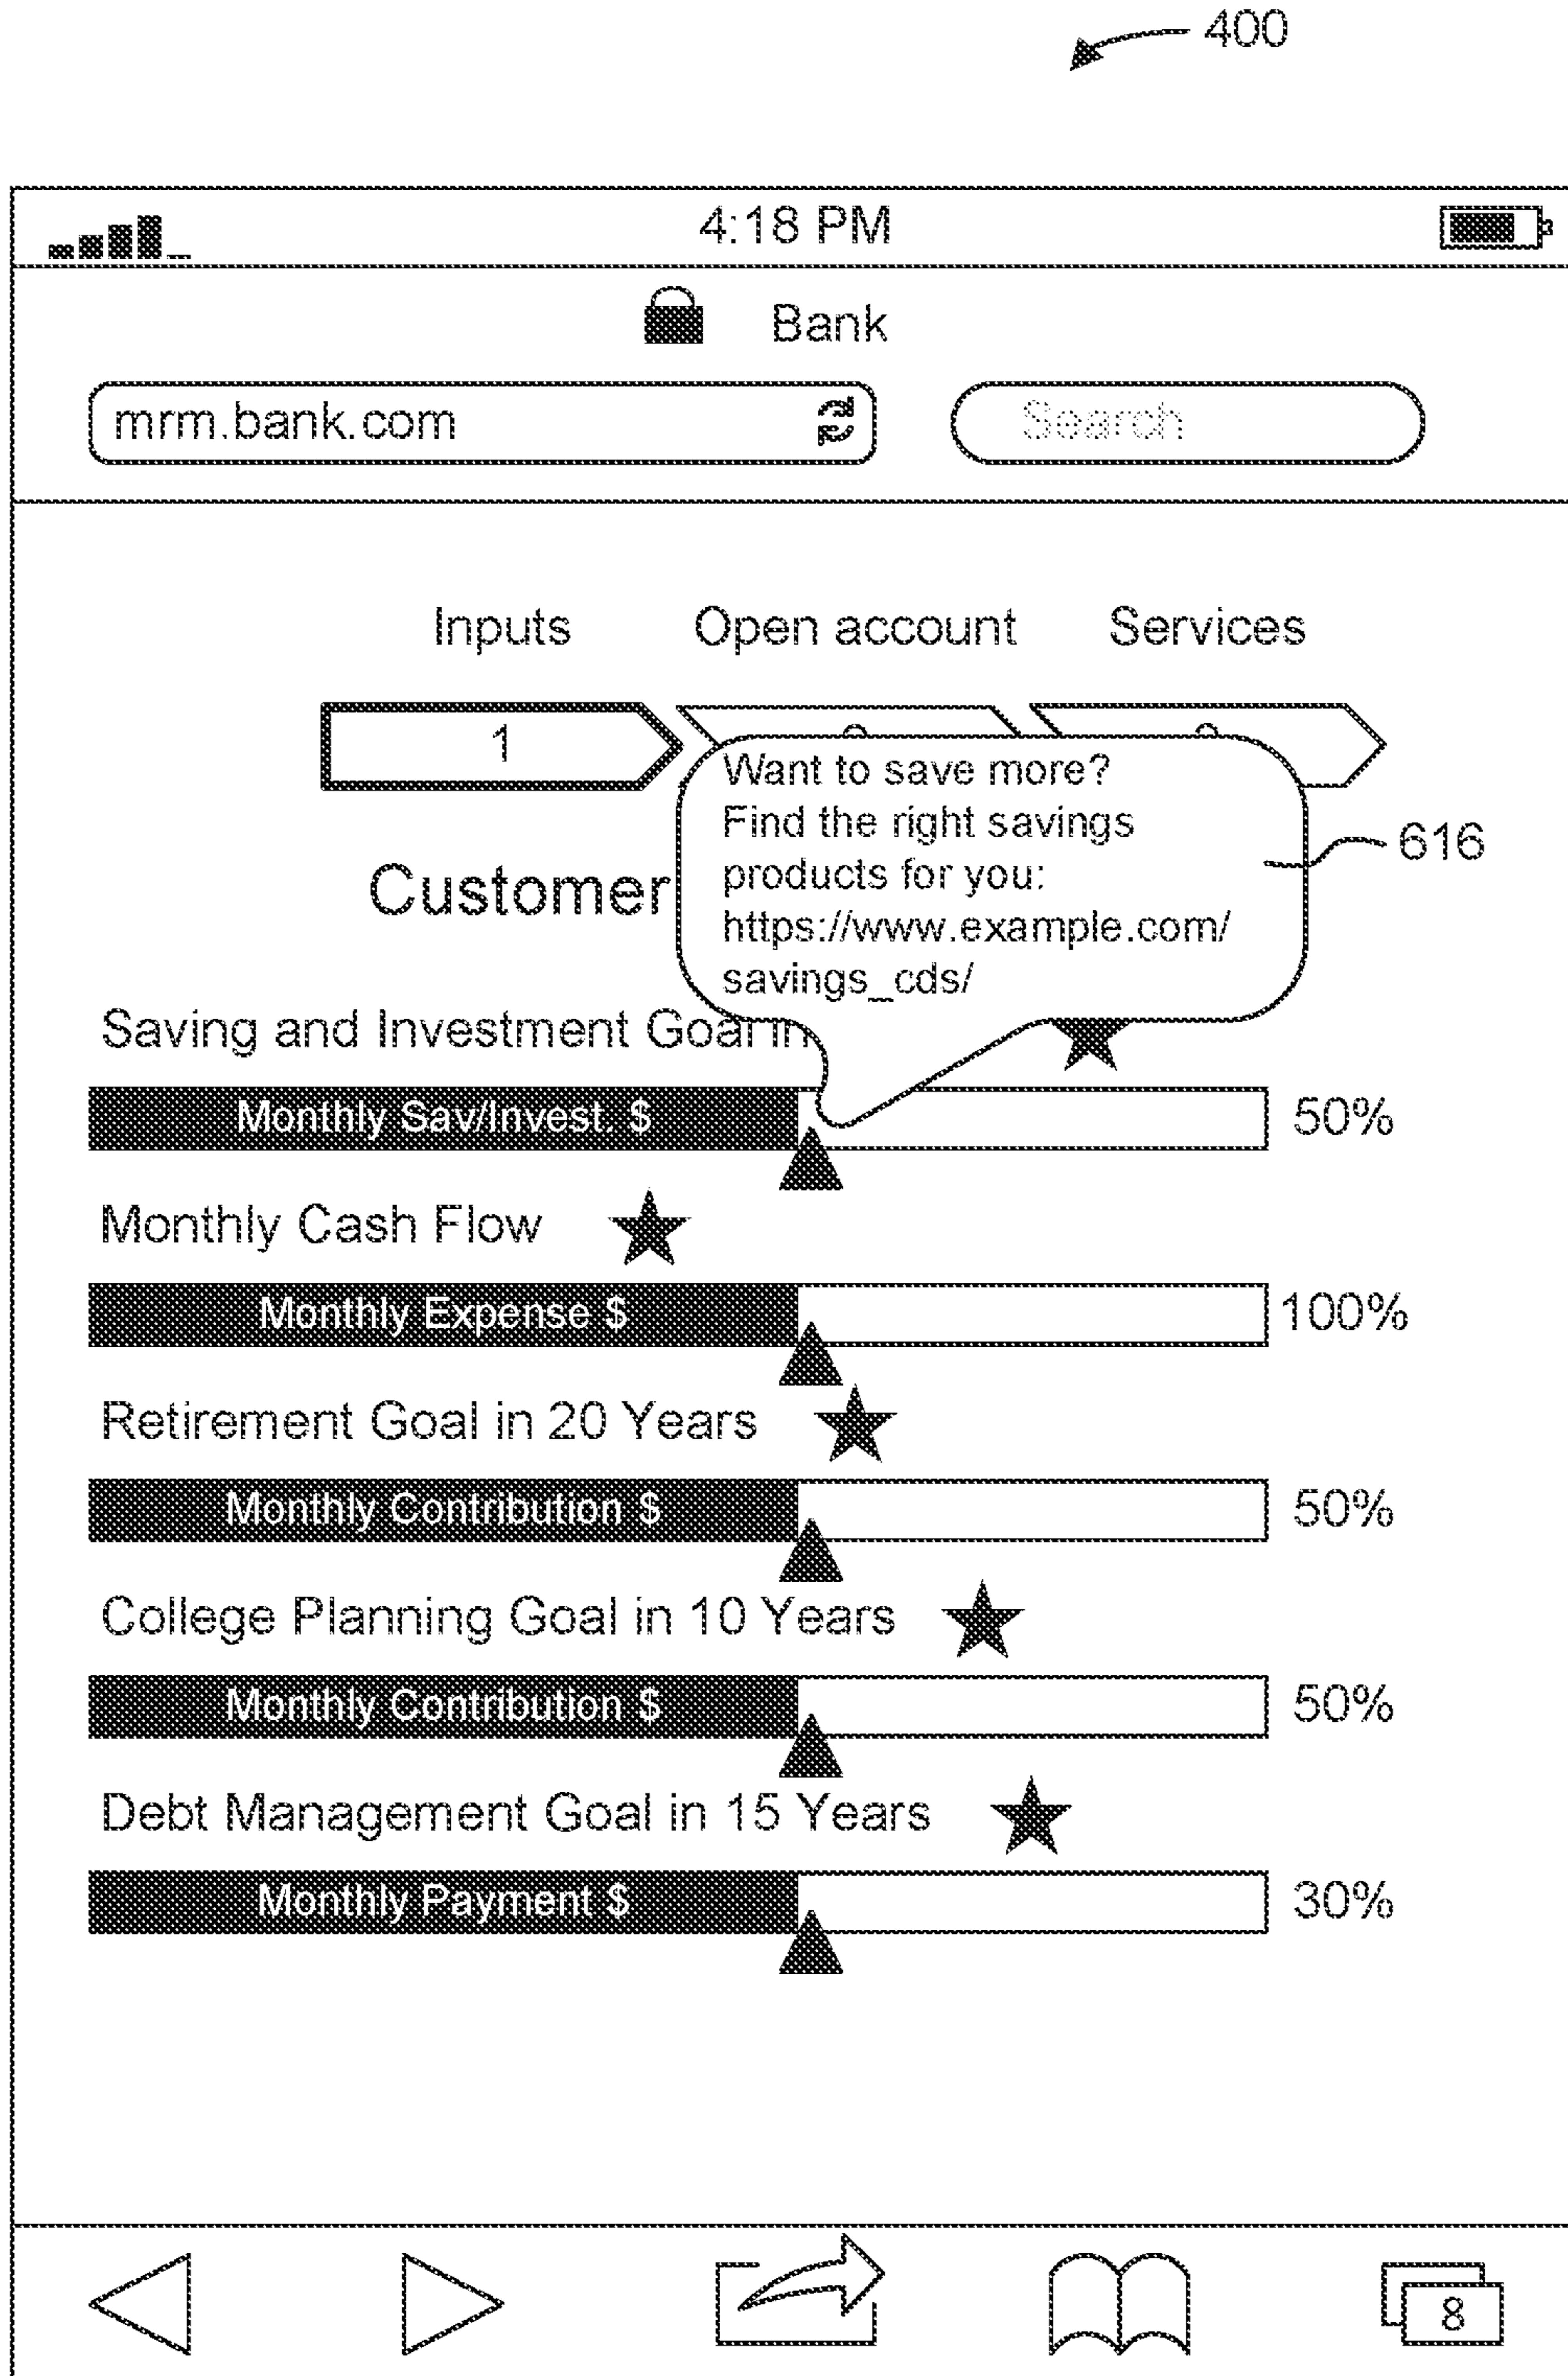 400
4:18 PM
Bank
mrm.bank.com
Search
Inputs Open account Services
1
Want to save more?
Find the right savings
products for you:
https://www.example.com/
savings_cds/
616
Customer
Saving and Investment Goal in
Monthly Sav/Invest. $ 50%
Monthly Cash Flow
Monthly Expense $ 100%
Retirement Goal in 20 Years
Monthly Contribution $ 50%
College Planning Goal in 10 Years
Monthly Contribution $ 50%
Debt Management Goal in 15 Years
Monthly Payment $ 30%
8